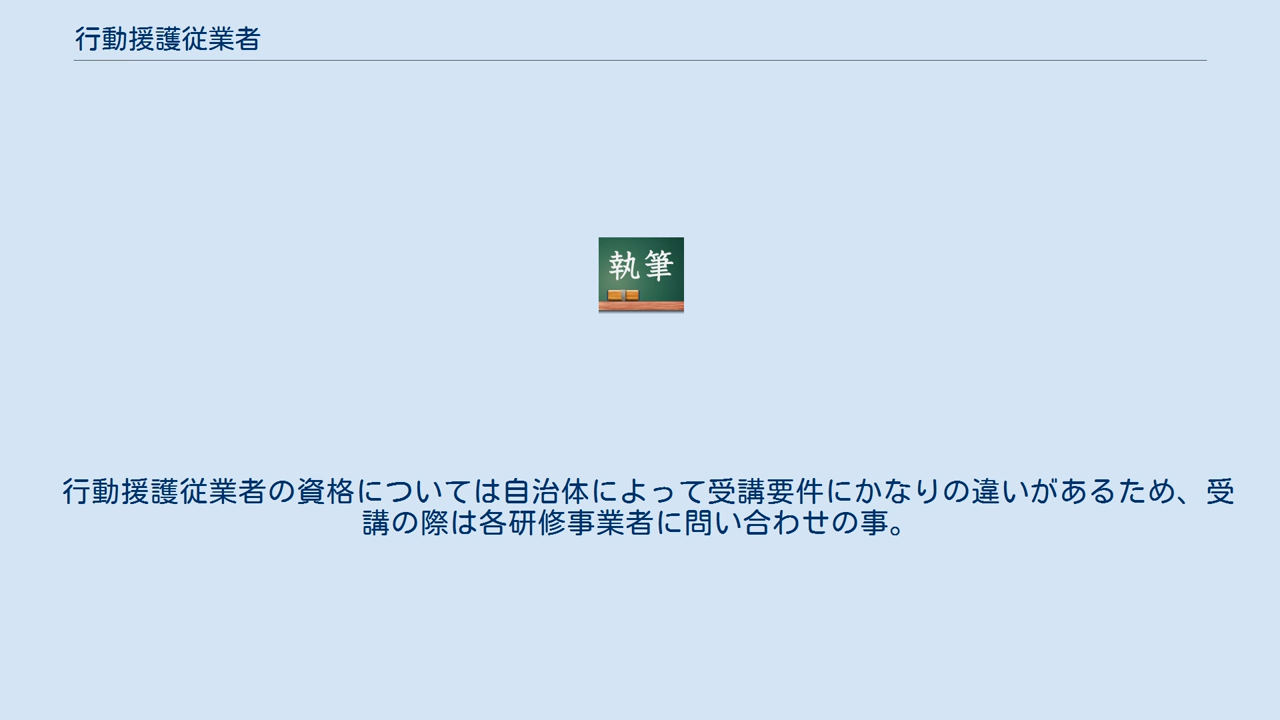 行動援護従業者
執筆
行動援護従業者の資格については自治体によって受講要件にかなりの違いがあるため、受
講の際は各研修事業者に問い合わせの事。